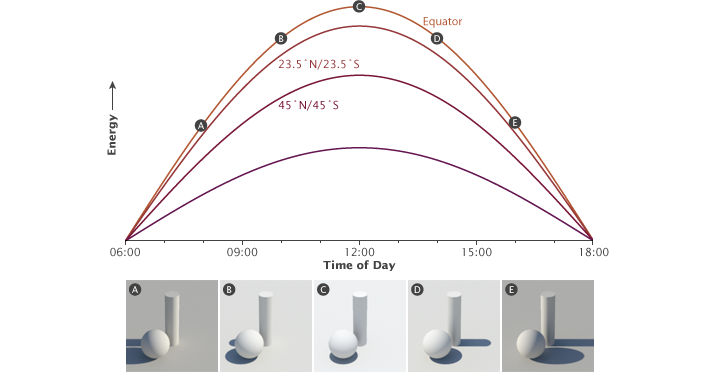 C
Equator
B
D
23.5˚N/23.5˚S
45˚N/45˚S
A
E
Energy
06:00 09:00 12:00 15:00 18:00
Time of Day
A B C D E